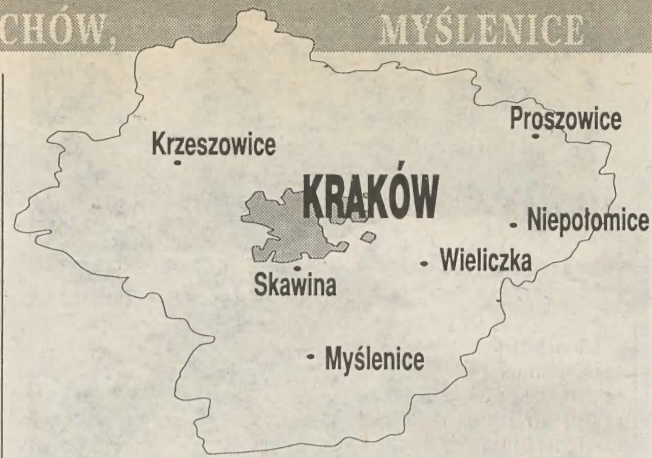 CHÓW, MYŚLENICE
Proszowice
Krzeszowice
KRAKÓW
Niepołomice
Wieliczka
Skawina
Myślenice